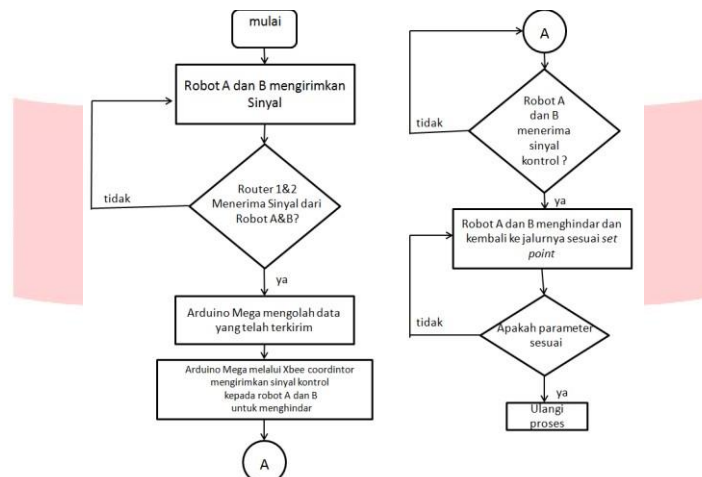 mulai
Robot A dan B mengirimkan
Sinyal
tidak
Router 1&2
Menerima Sinyal dari
Robot A&B?
ya
Arduino Mega mengolah data
yang telah terkirim
Arduino Mega melalui Xbee coordintor
mengirimkan sinyal kontrol
kepada robot A dan B
untuk menghindar
A
A
Robot A
dan B
menerima
sinyal
kontrol ?
tidak
ya
Robot A dan B menghindar dan
kembali ke jalurnya sesuai set
point
tidak
Apakah parameter
sesuai
ya
Ulangi
proses